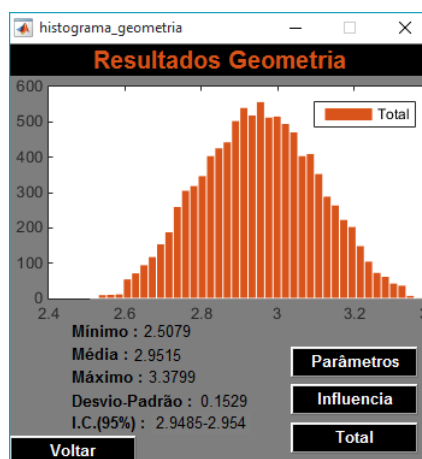 histograma_geometria
Resultados Geometria
600
500
400
300
200
100
0
Total
2.4 2.6 2.8 3 3.2 3
Mínimo : 2.5079
Média : 2.9515
Máximo : 3.3799
Desvio-Padrão : 0.1529
I.C.(95%) : 2.9485-2.954
Parâmetros
Influencia
Total
Voltar